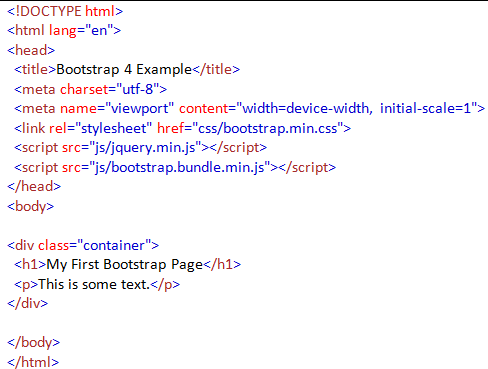 <!DOCTYPE html>
<html lang="en">
<head>
<title>Bootstrap 4 Example</title>
<meta charset="utf-8">
<meta name="viewport" content="width=device-width, initial-scale=1">
<link rel="stylesheet" href="css/bootstrap.min.css">
<script src="js/jquery.min.js"></script>
<script src="js/bootstrap.bundle.min.js"></script>
</head>
<body>
<div class="container">
<h1>My First Bootstrap Page</h1>
<p>This is some text.</p>
</div>
</body>
</html>